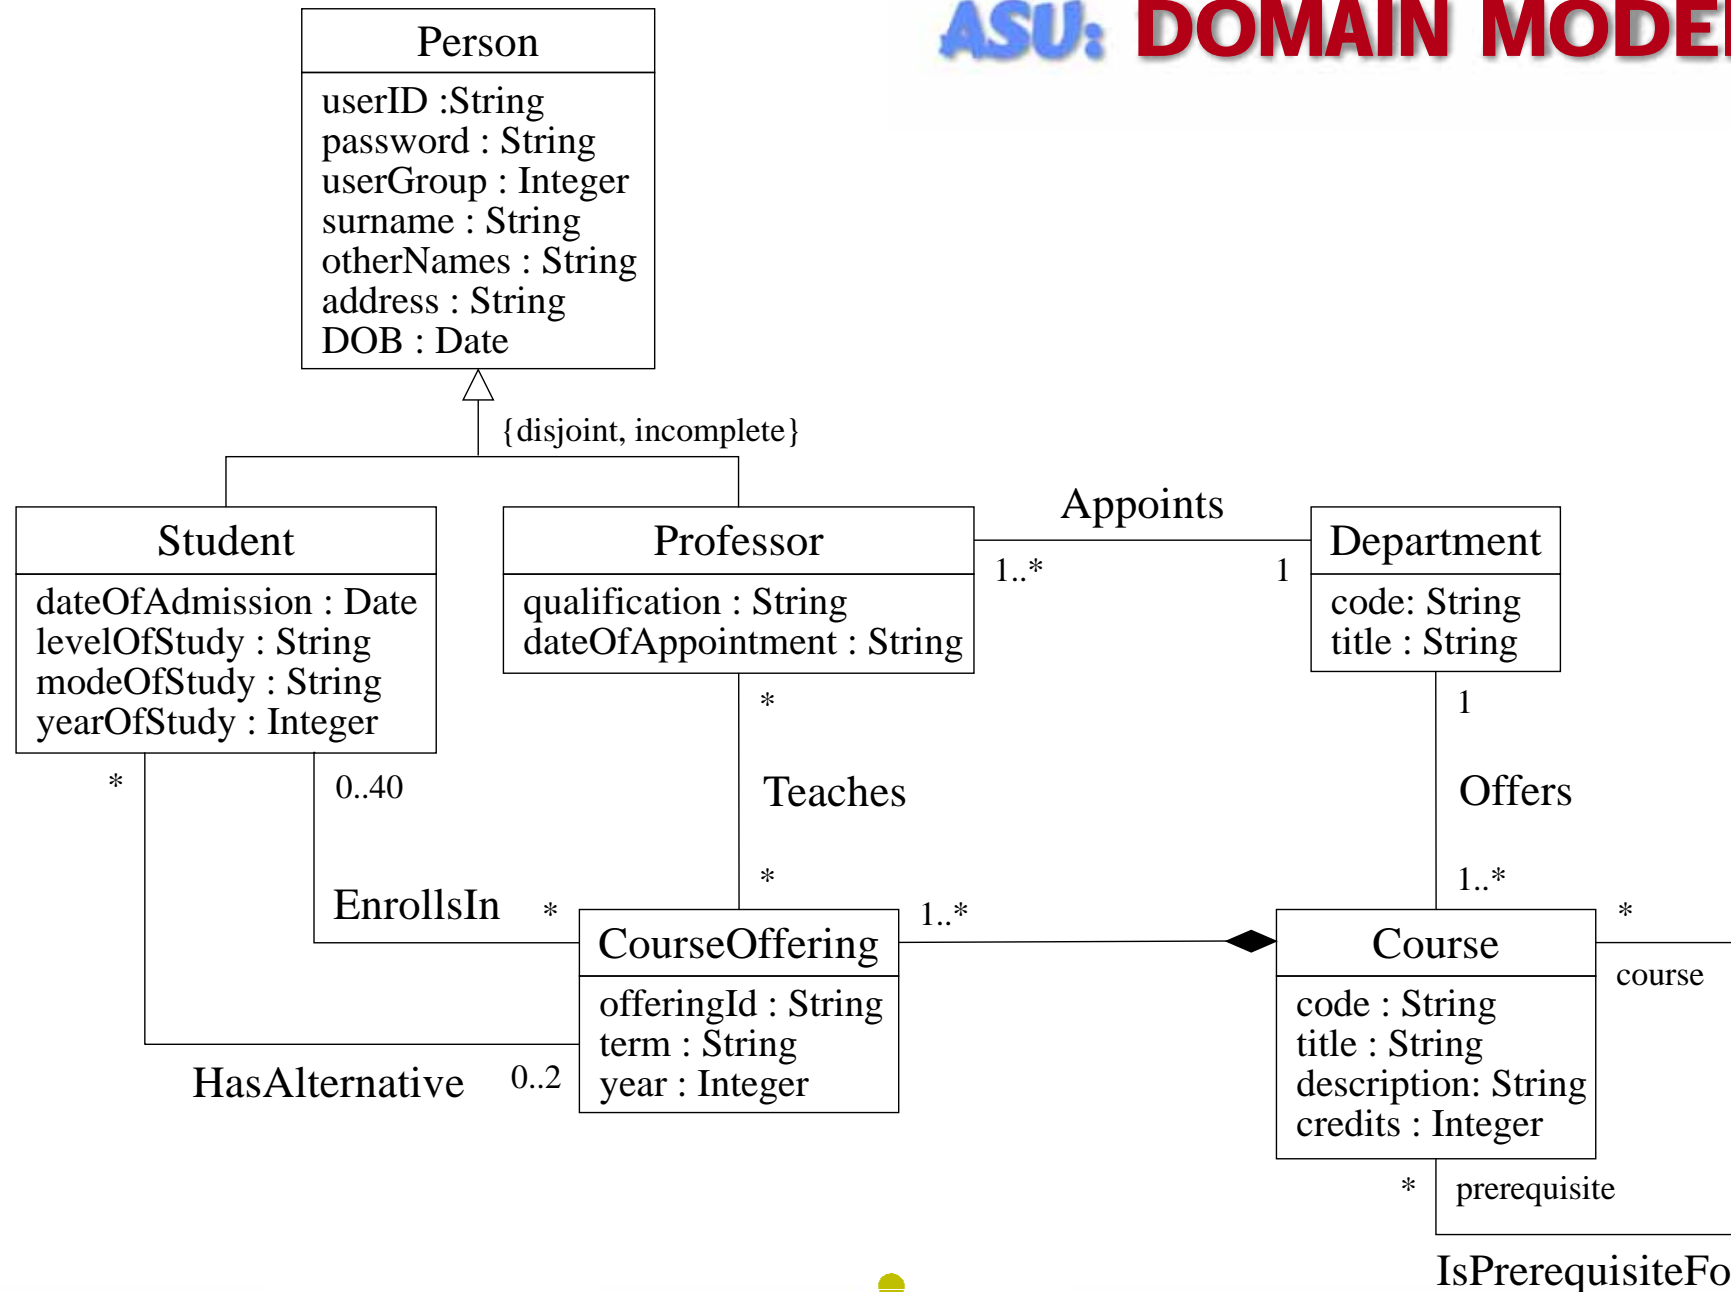 ASU: DOMAIN MODEL
Person
userID :String
password : String
userGroup : Integer
surname : String
otherNames : String
address : String
DOB : Date
{disjoint, incomplete}
Student
dateOfAdmission : Date
levelOfStudy : String
modeOfStudy : String
yearOfStudy : Integer
Professor
qualification : String
dateOfAppointment : String
Appoints
1..*
1
Department
code: String
title : String
*
0..40
*
Teaches
1
Offers
EnrollsIn
*
*
1..*
1..*
*
course
CourseOffering
offeringId : String
term : String
year : Integer
HasAlternative
0..2
Course
code : String
title : String
description: String
credits : Integer
*
prerequisite
IsPrerequisiteFo